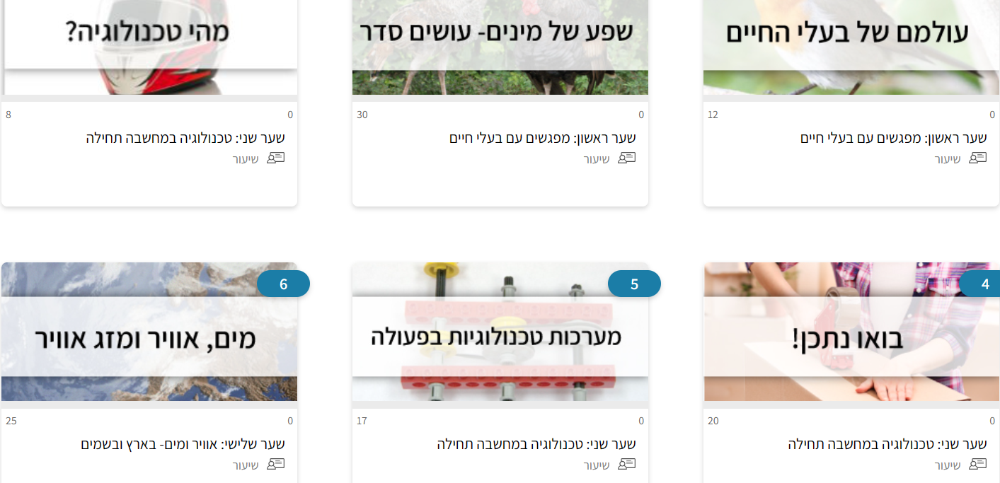 עולמם של בעלי החיים
0
12
שער ראשון: מפגשים עם בעלי חיים
שיעור
שפע של מינים- עושים סדר
0
30
שער ראשון: מפגשים עם בעלי חיים
שיעור
מהי טכנולוגיה?
0
8
שער שני: טכנולוגיה במחשבה תחילה
שיעור
4
בואו נתכן!
0
20
שער שני: טכנולוגיה במחשבה תחילה
שיעור
5
מערכות טכנולוגיות בפעולה
0
17
שער שני: טכנולוגיה במחשבה תחילה
שיעור
6
מים, אוויר ומזג אוויר
0
25
שער שלישי: אוויר ומים- בארץ ובשמים
שיעור